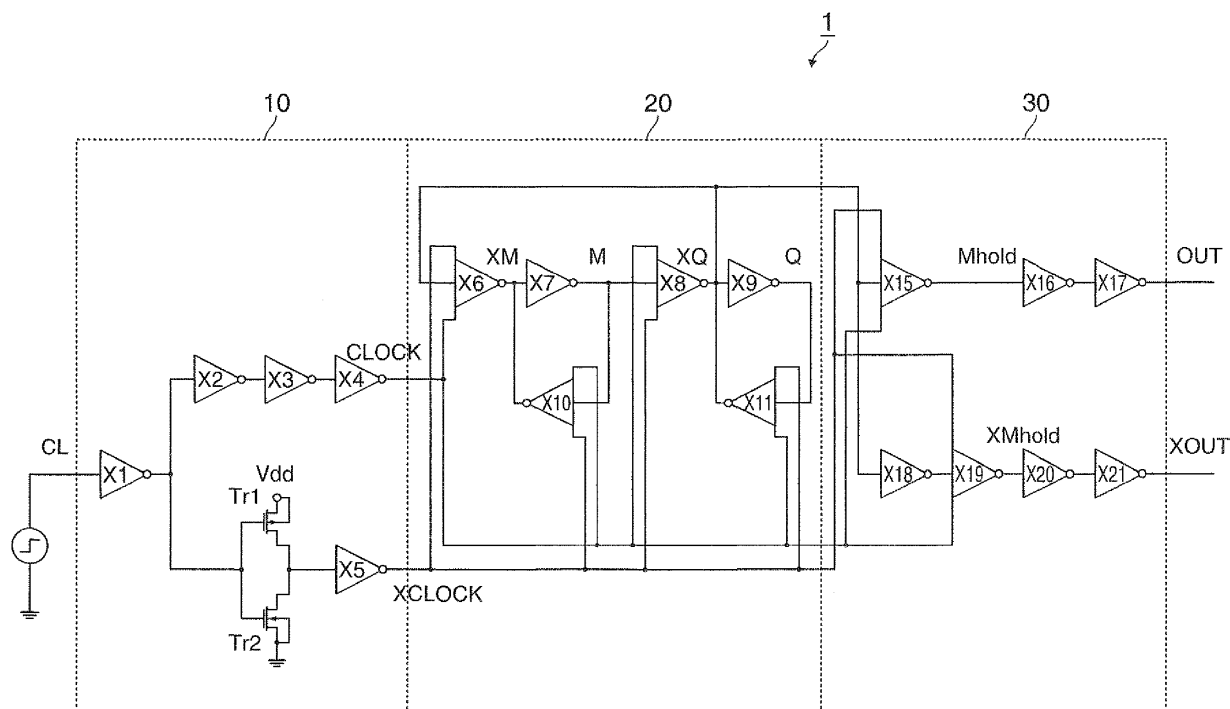 1
10
20
30
XM
M
XQ
Q
Mhold
OUT
X6
X7
X8
X9
X15
X16
X17
CLOCK
X2
X3
X4
X10
X11
CL
X1
Vdd
Tr1
XMhold
XOUT
X18
X19
X20
X21
X5
XCLOCK
Tr2